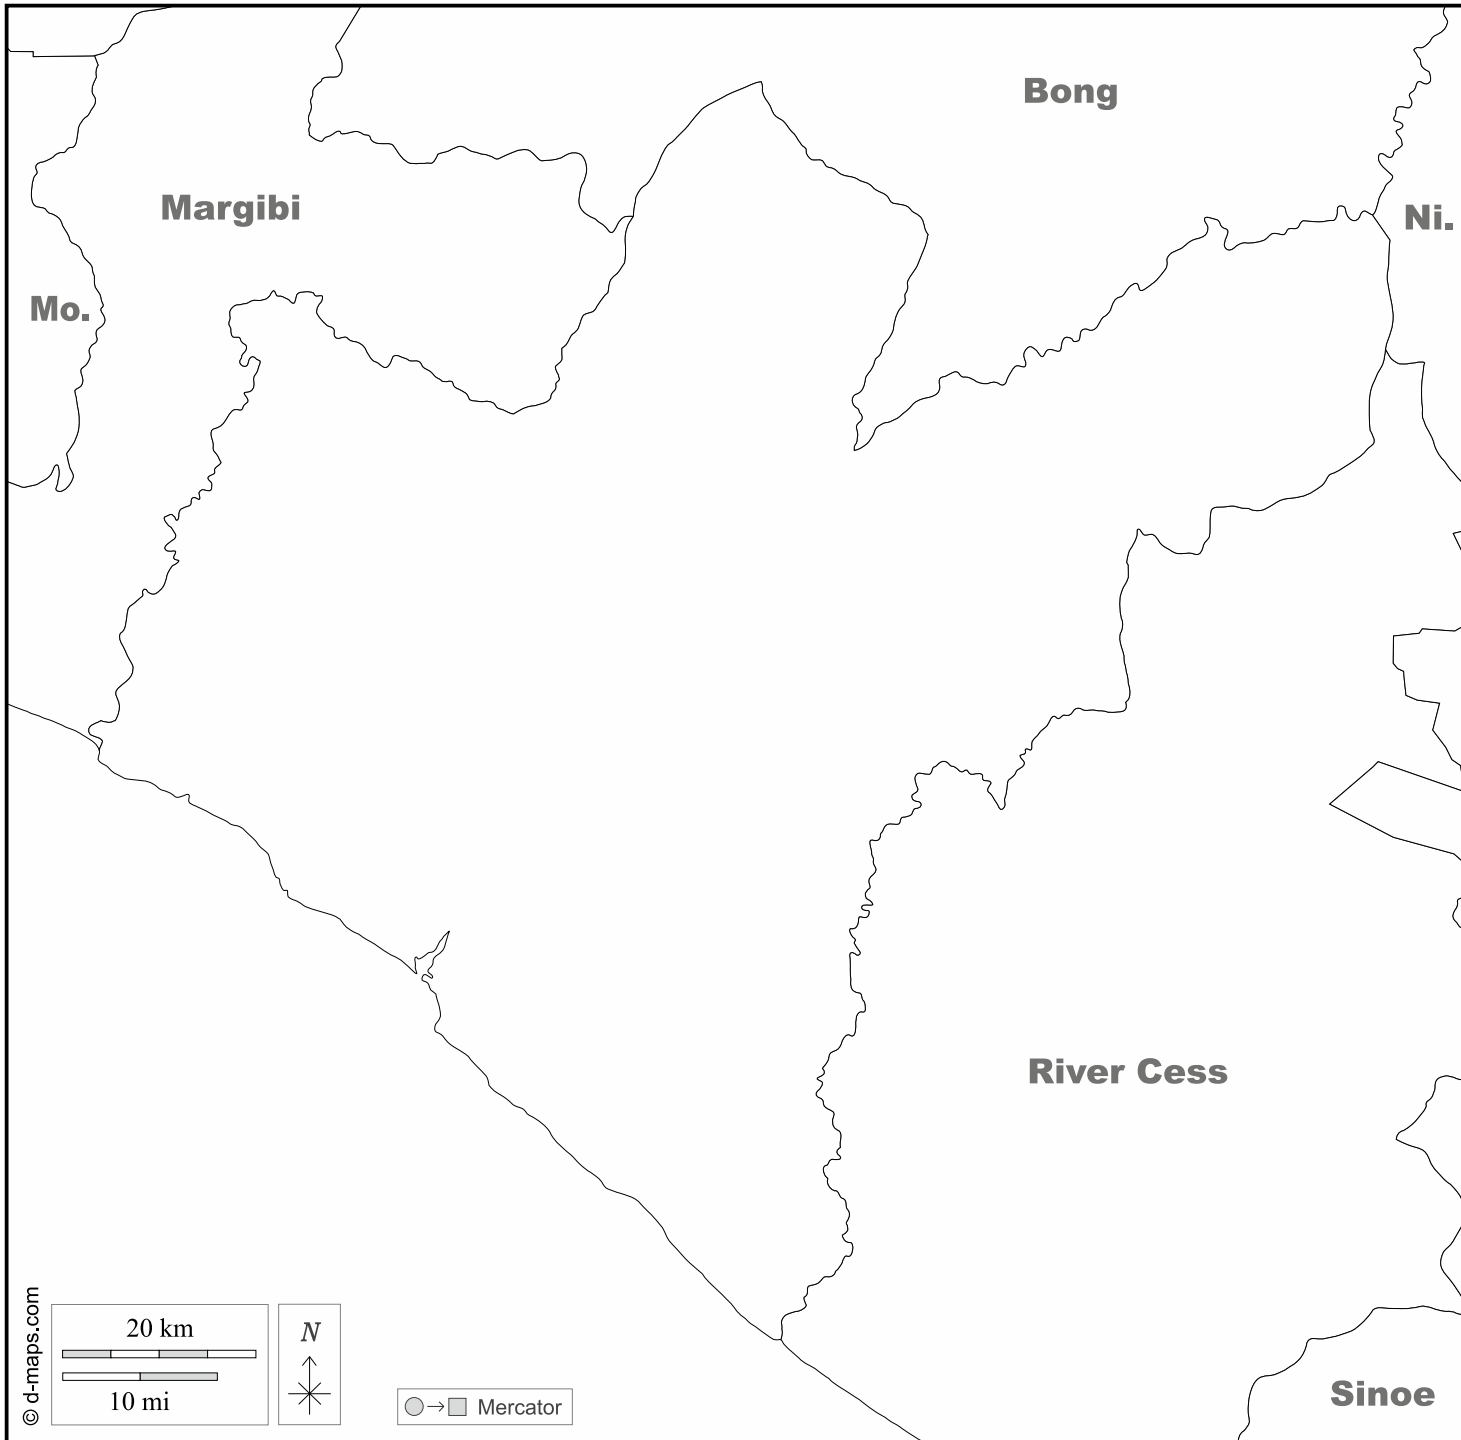 Bong
Margibi
Ni.
Mo.
River Cess
Sinoe
© d-maps.com
20 km
10 mi
N
Mercator